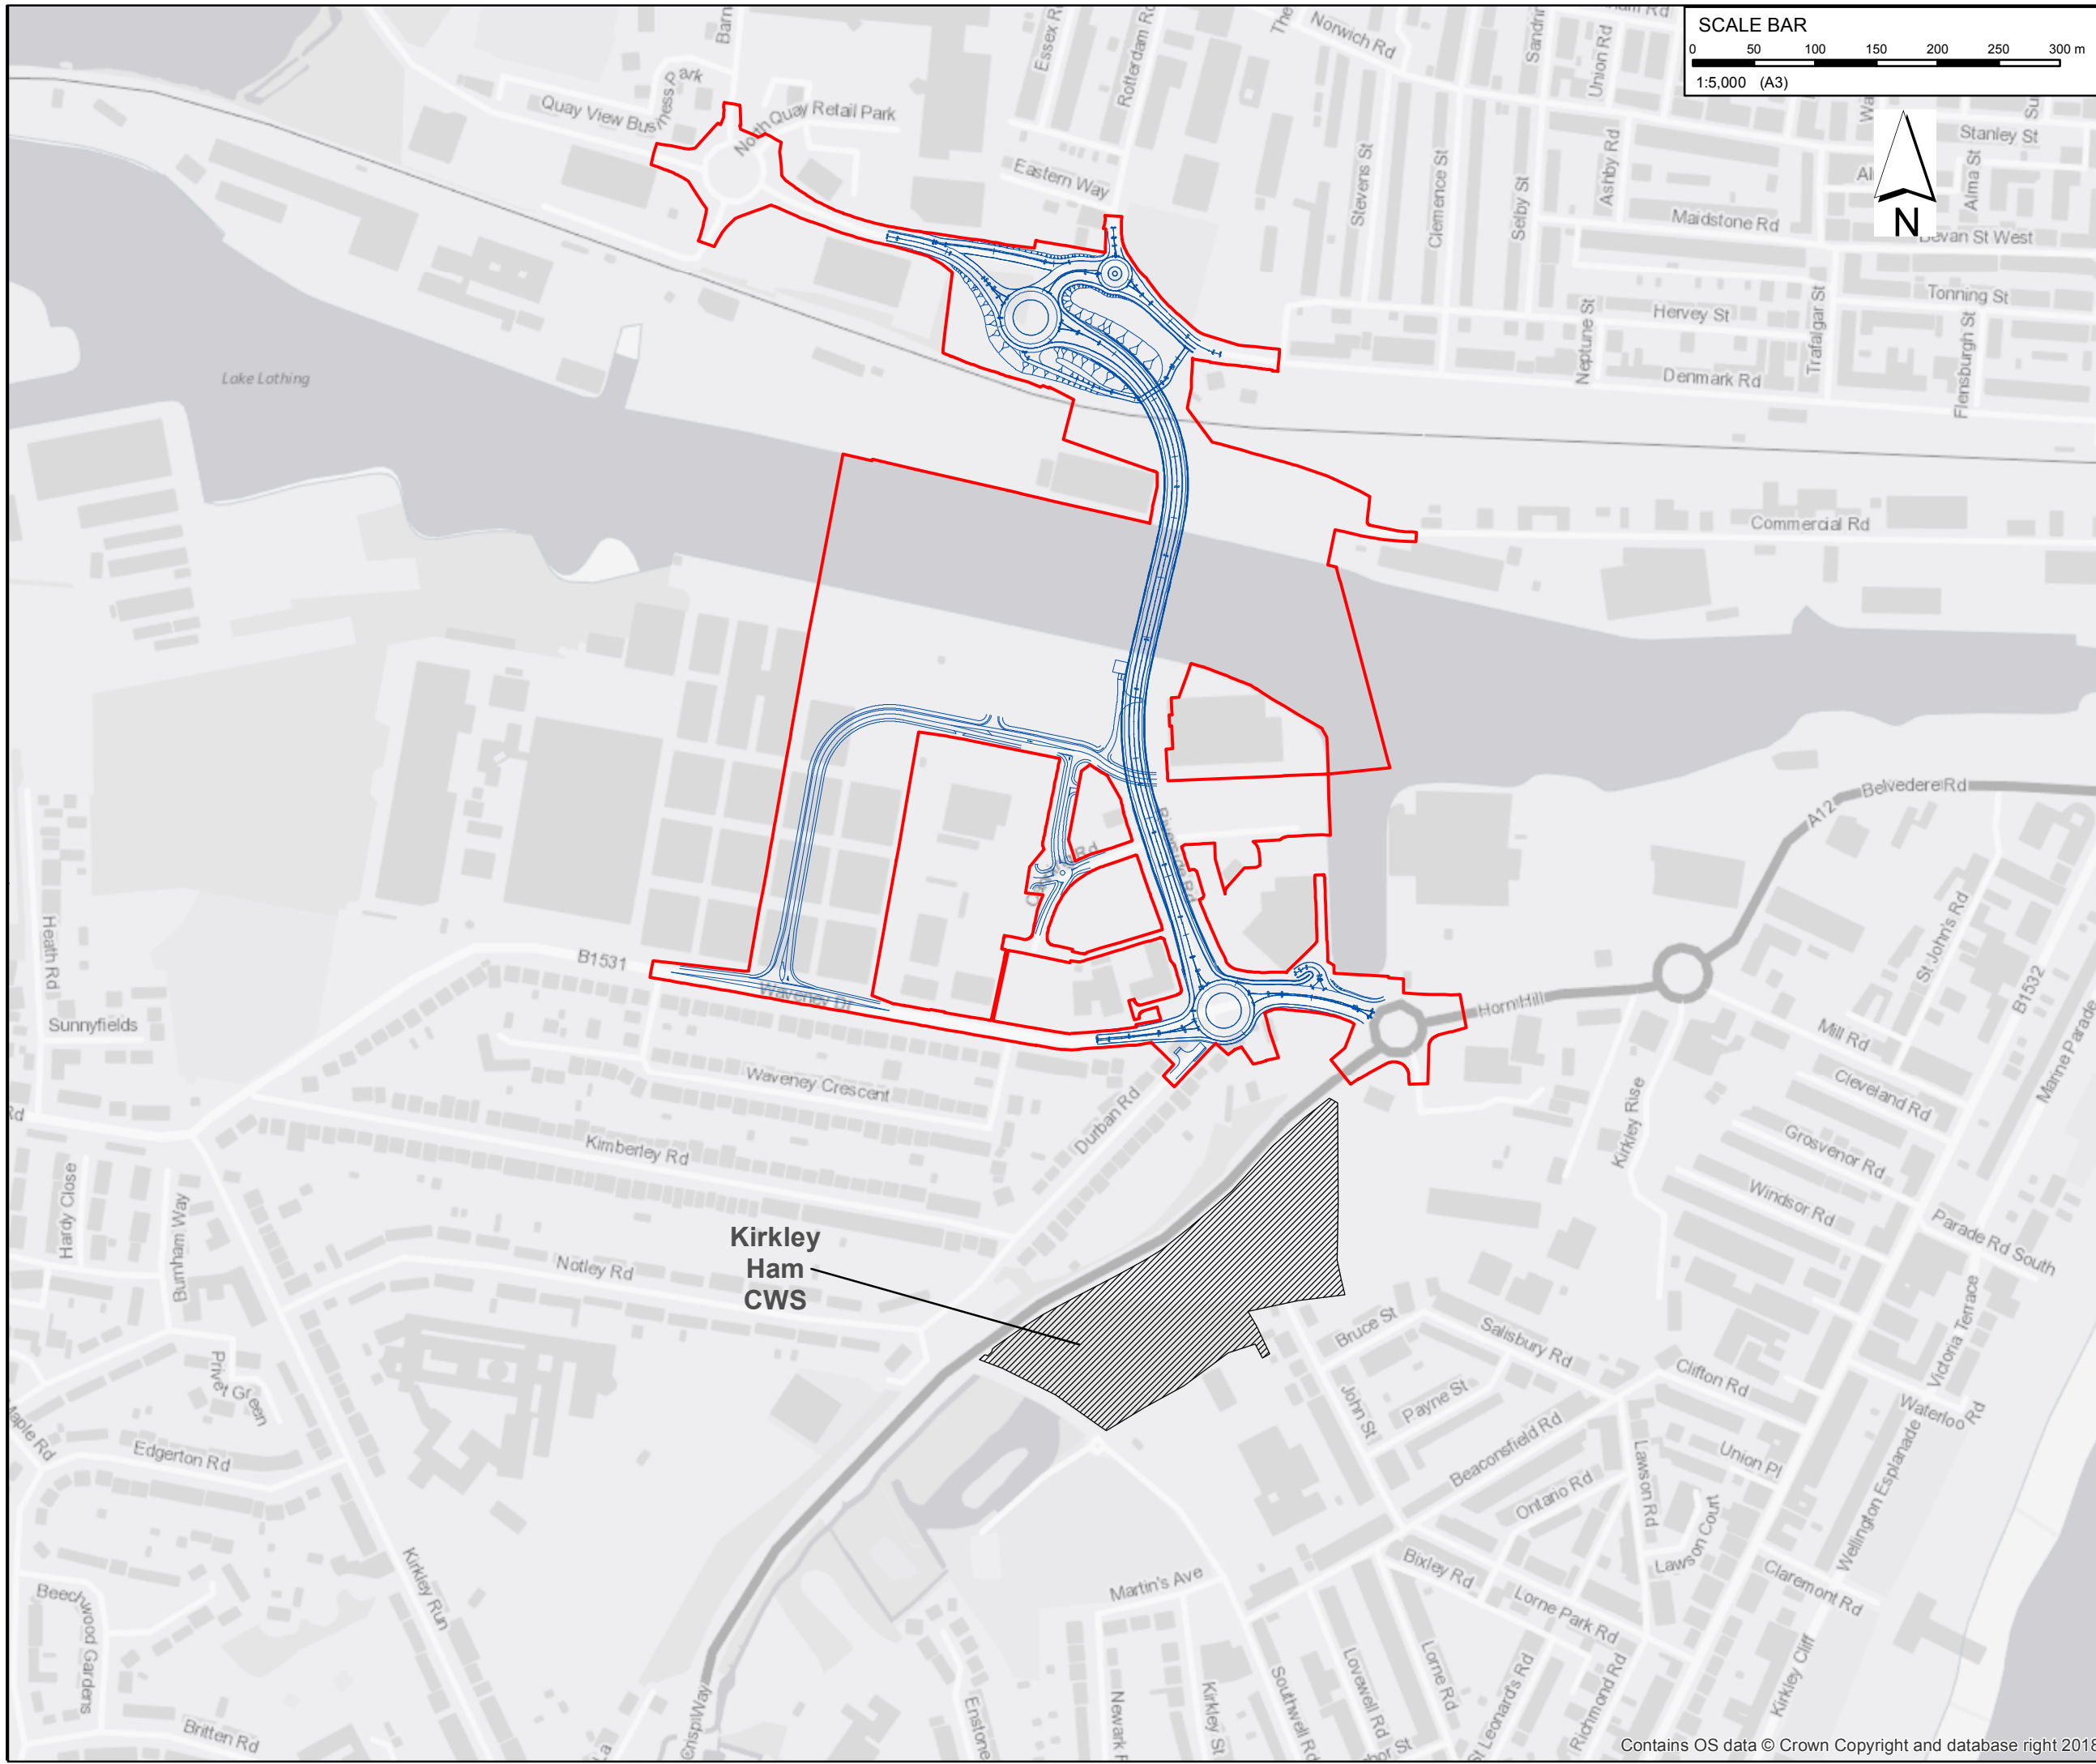 SCALE BAR
0 50 100 150 200 250 300 m
1:5,000 (A3)
N
Norwich Rd
Union Rd
Rotterdam Rd
Quay View Business Park
North Quay Retail Park
Stanley St
Eastern Way
Stevens St
Clemence St
Selby St
Ashby Rd
Alma St
Maidstone Rd
Bevan St West
Tonning St
Hervey St
Neptune St
Trafalgar St
Flensburgh St
Denmark Rd
Lake Lothing
Commercial Rd
Belvedere Rd
A12
Riverside Rd
Heath Rd
B1531
Waveney Dr
Horn Hill
St John's Rd
B1532
Marine Parade
Sunnyfields
Mill Rd
Cleveland Rd
Waveney Crescent
Durban Rd
Kirkley Rise
Grosvenor Rd
Kimberley Rd
Windsor Rd
Hardy Close
Burnham Way
Parade Rd South
Kirkley
Ham
CWS
Notley Rd
Victoria Terrace
Bruce St
Salisbury Rd
Clifton Rd
Privet Green
John St
Payne St
Waterloo Rd
Maple Rd
Edgerton Rd
Beaconsfield Rd
Union Pl
Ontario Rd
Lawson Rd
Lawson Court
Wellington Esplanade
Kirkley Run
Beechwood Gardens
Bixley Rd
Martin's Ave
Lorne Park Rd
Claremont Rd
Britten Rd
Enstone
Kirkley St
Southwell Rd
Lovewell Rd
Lorne Rd
St Leonard's Rd
Richmond Rd
Kirkley Cliff
Contains OS data © Crown Copyright and database right